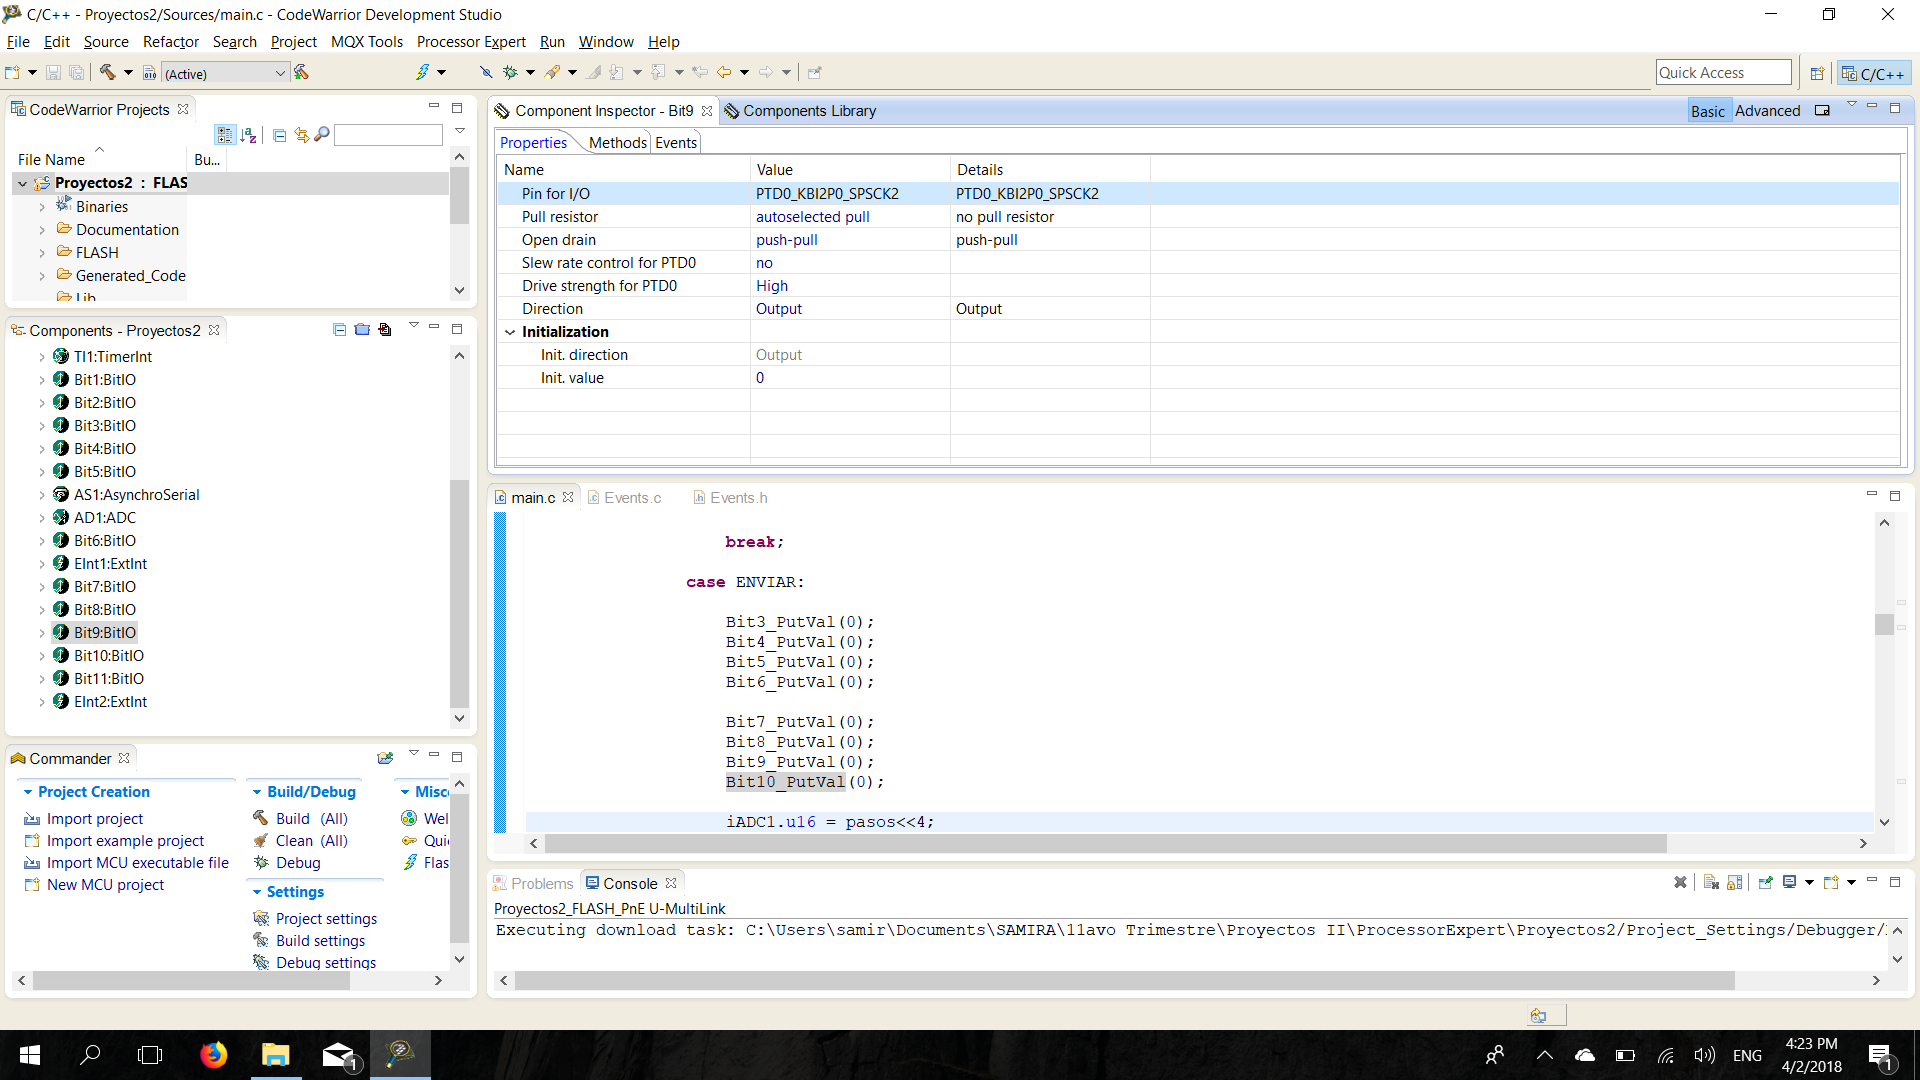 C/C++ - Proyectos2/Sources/main.c - CodeWarrior Development Studio
File Edit Source Refactor Search Project MQX Tools Processor Expert Run Window Help
(Active)
Quick Access
C/C++
CodeWarrior Projects
File Name Bu...
Proyectos2 : FLAS
Binaries
Documentation
FLASH
Generated_Code
Lib
Components - Proyectos2
TI1:TimerInt
Bit1:BitIO
Bit2:BitIO
Bit3:BitIO
Bit4:BitIO
Bit5:BitIO
AS1:AsynchroSerial
AD1:ADC
Bit6:BitIO
EInt1:ExtInt
Bit7:BitIO
Bit8:BitIO
Bit9:BitIO
Bit10:BitIO
Bit11:BitIO
EInt2:ExtInt
Commander
Project Creation
Import project
Import example project
Import MCU executable file
New MCU project
Build/Debug
Build (All)
Clean (All)
Debug
Settings
Project settings
Build settings
Debug settings
Misc
Wel
Quic
Flas
Component Inspector - Bit9
Components Library
Basic Advanced
Properties Methods Events
Name Value Details
Pin for I/O PTD0_KBI2P0_SPSCK2 PTD0_KBI2P0_SPSCK2
Pull resistor autoselected pull no pull resistor
Open drain push-pull push-pull
Slew rate control for PTD0 no
Drive strength for PTD0 High
Direction Output Output
Initialization
Init. direction Output
Init. value 0
main.c Events.c Events.h
break;
case ENVIAR:
Bit3_PutVal(0);
Bit4_PutVal(0);
Bit5_PutVal(0);
Bit6_PutVal(0);
Bit7_PutVal(0);
Bit8_PutVal(0);
Bit9_PutVal(0);
Bit10_PutVal(0);
iADC1.u16 = pasos<<4;
Problems Console
Proyectos2_FLASH_PnE U-MultiLink
Executing download task: C:\Users\samir\Documents\SAMIRA\11avo Trimestre\Proyectos II\ProcessorExpert\Proyectos2/Project_Settings/Debugger/
1
ENG
4:23 PM
4/2/2018
1